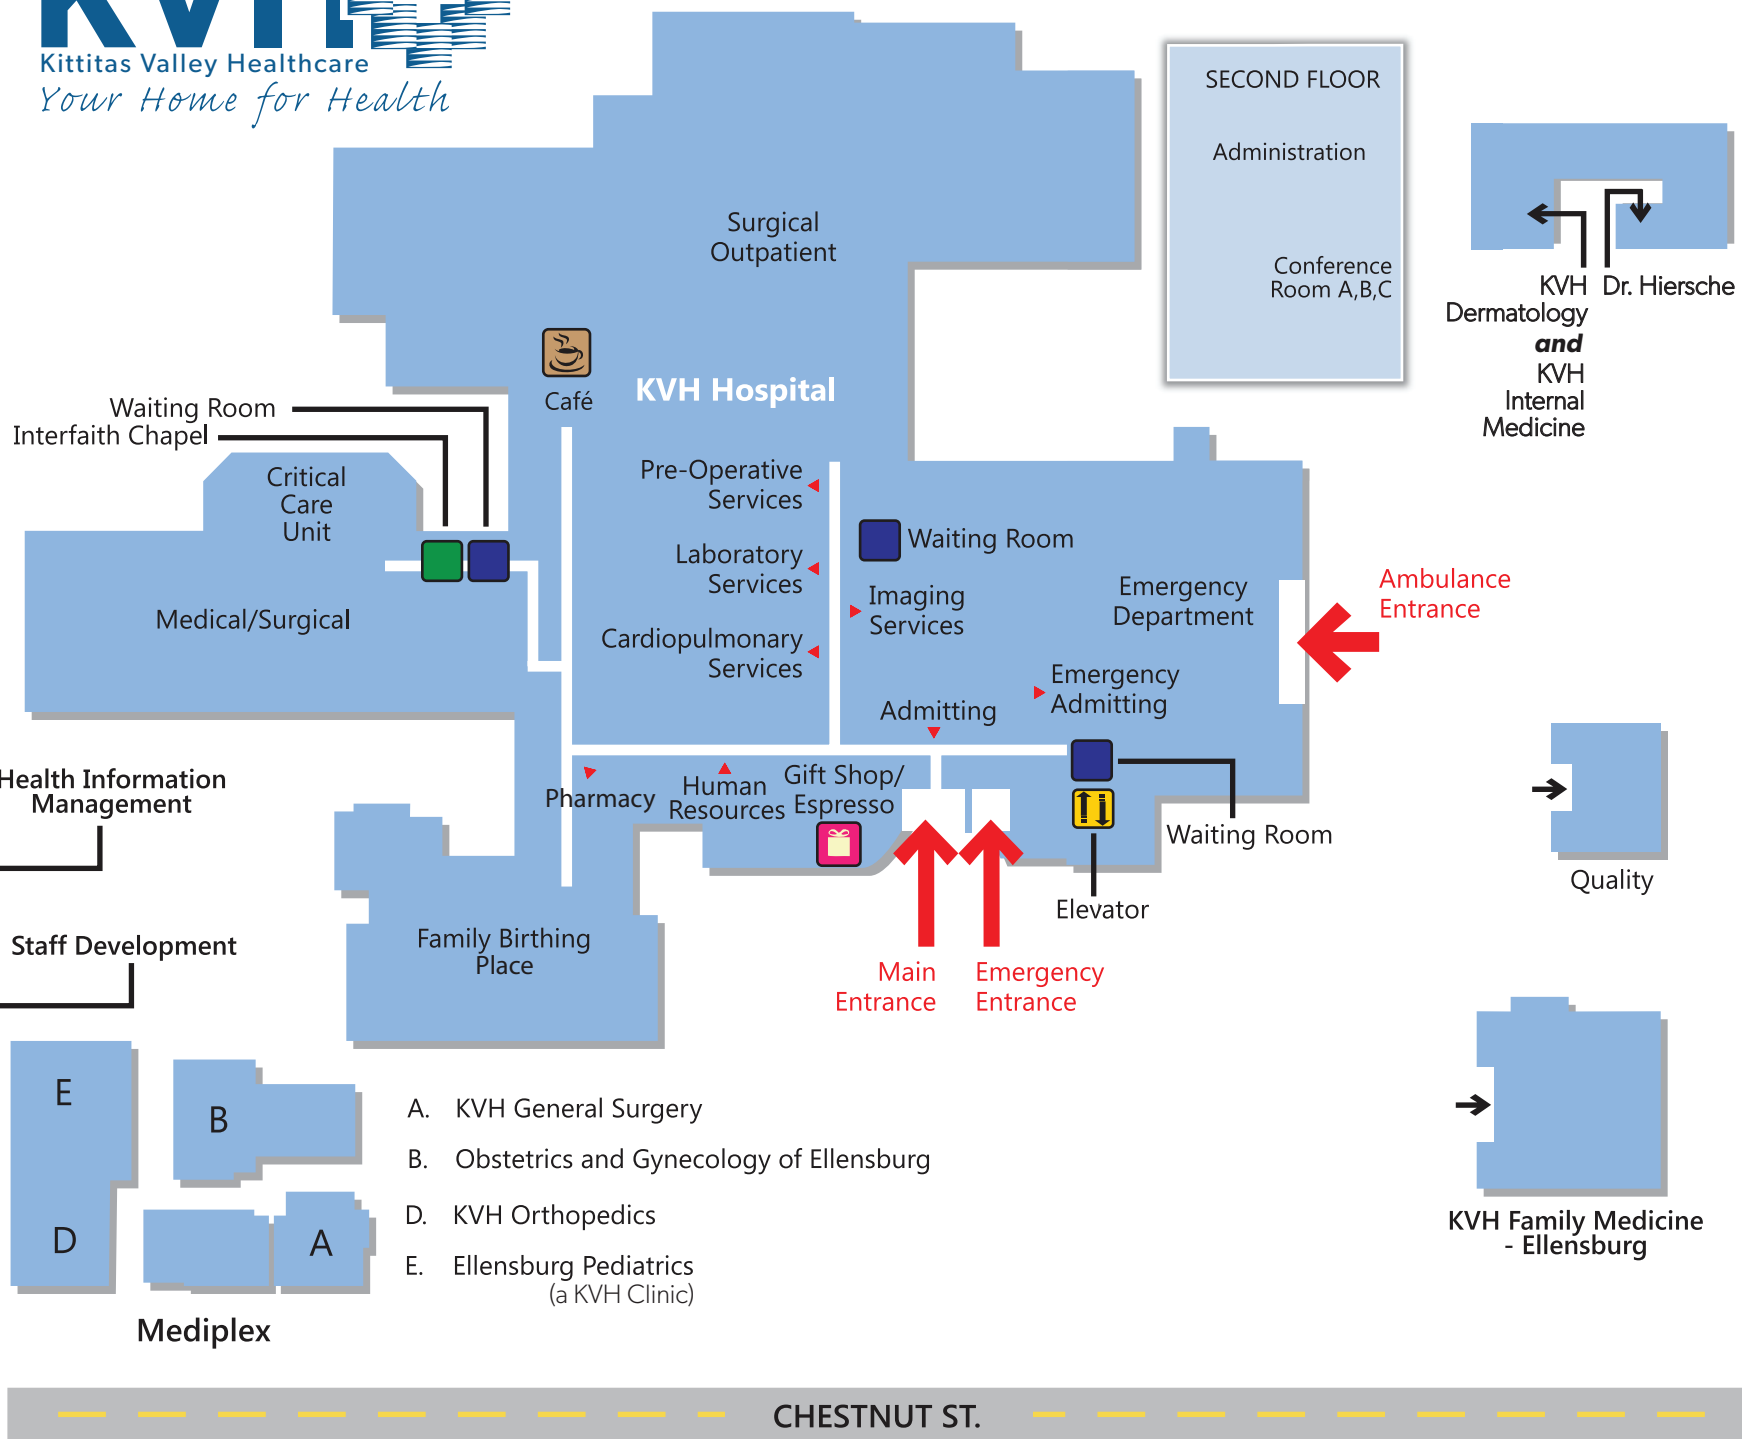 KVH
Kittitas Valley Healthcare
Your Home for Health
SECOND FLOOR
Administration
Conference
Room A,B,C
Surgical
Outpatient
Café
KVH Hospital
KVH
Dermatology
and
KVH
Internal
Medicine
Dr. Hiersche
Waiting Room
Interfaith Chapel
Critical
Care
Unit
Medical/Surgical
Pre-Operative
Services
Laboratory
Services
Cardiopulmonary
Services
Waiting Room
Imaging
Services
Emergency
Department
Ambulance
Entrance
Emergency
Admitting
Admitting
Pharmacy
Human
Resources
Gift Shop/
Espresso
Waiting Room
Elevator
Main
Entrance
Emergency
Entrance
Health Information
Management
Staff Development
Family Birthing
Place
Quality
KVH Family Medicine
- Ellensburg
E
B
D
A
Mediplex
A. KVH General Surgery
B. Obstetrics and Gynecology of Ellensburg
D. KVH Orthopedics
E. Ellensburg Pediatrics
(a KVH Clinic)
CHESTNUT ST.